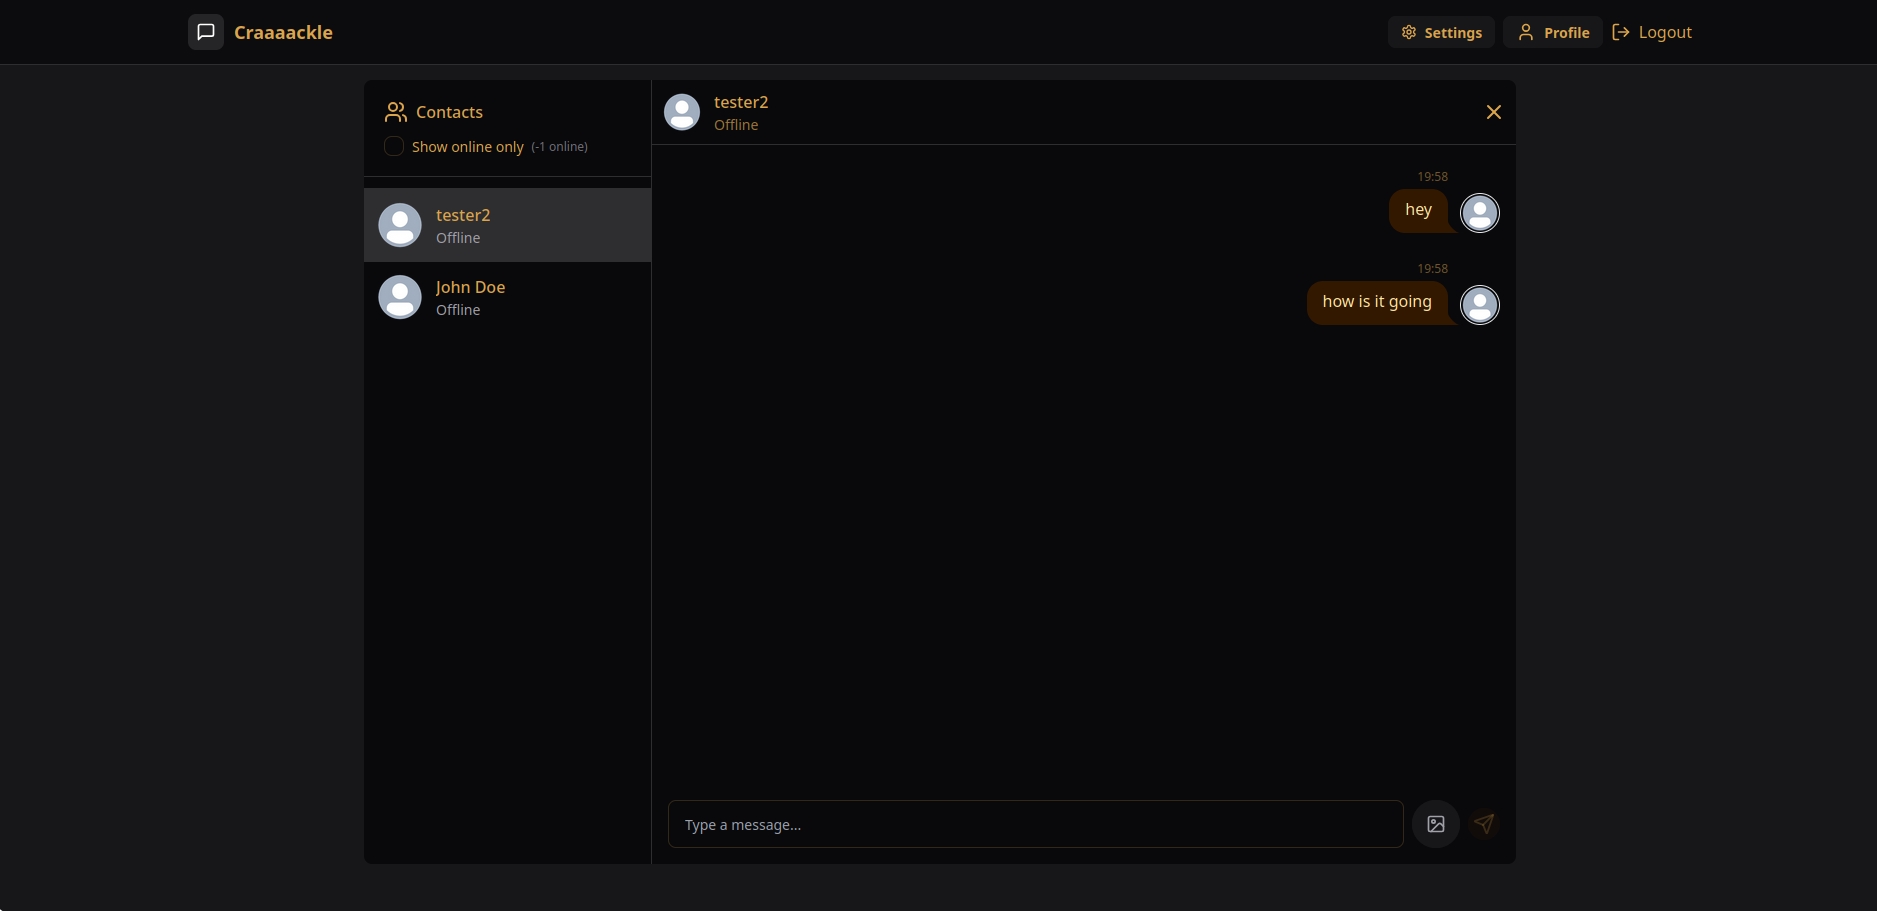 Craaaackle
Settings
Profile
Logout
Contacts
Show online only (-1 online)
tester2
Offline
John Doe
Offline
tester2
Offline
19:58
hey
19:58
how is it going
Type a message...